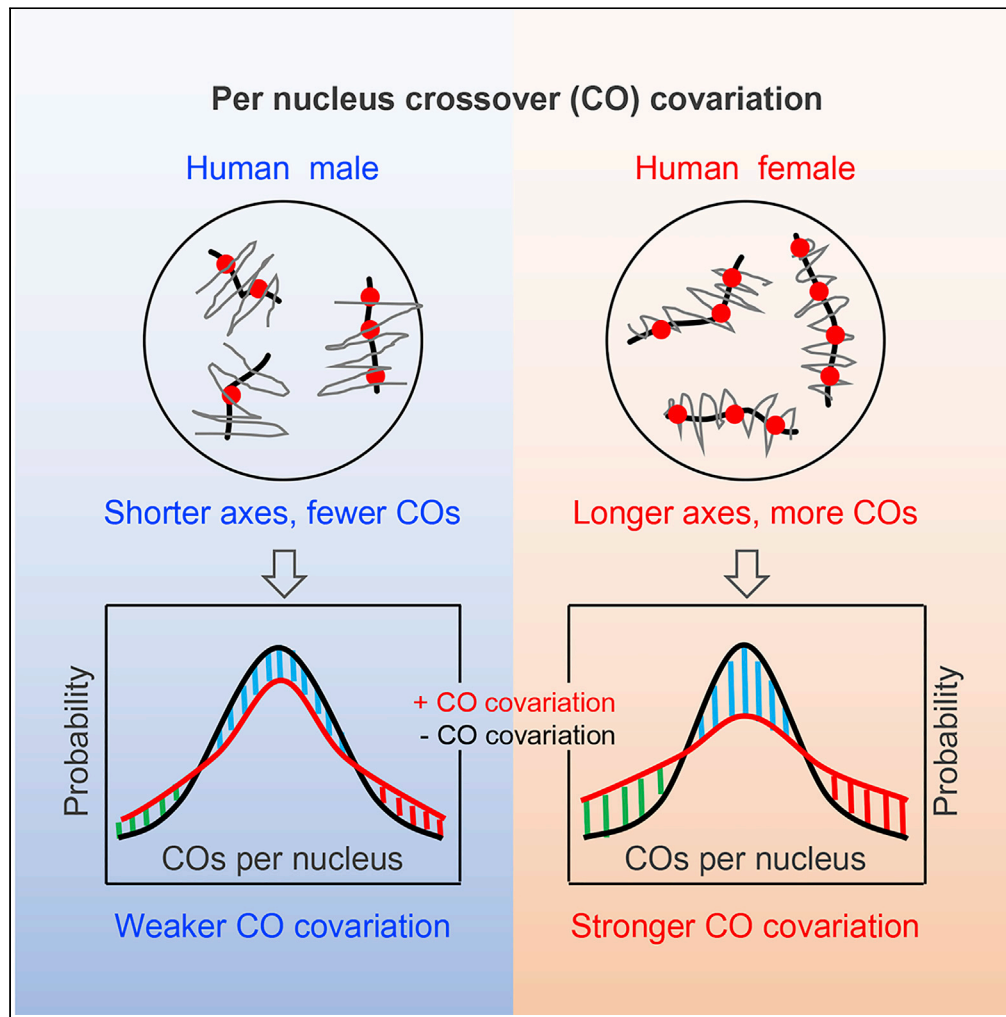 Per nucleus crossover (CO) covariation
Human male
Human female
Shorter axes, fewer COs
Longer axes, more COs
Probability
+ CO covariation
- CO covariation
Probability
COs per nucleus
COs per nucleus
Weaker CO covariation
Stronger CO covariation